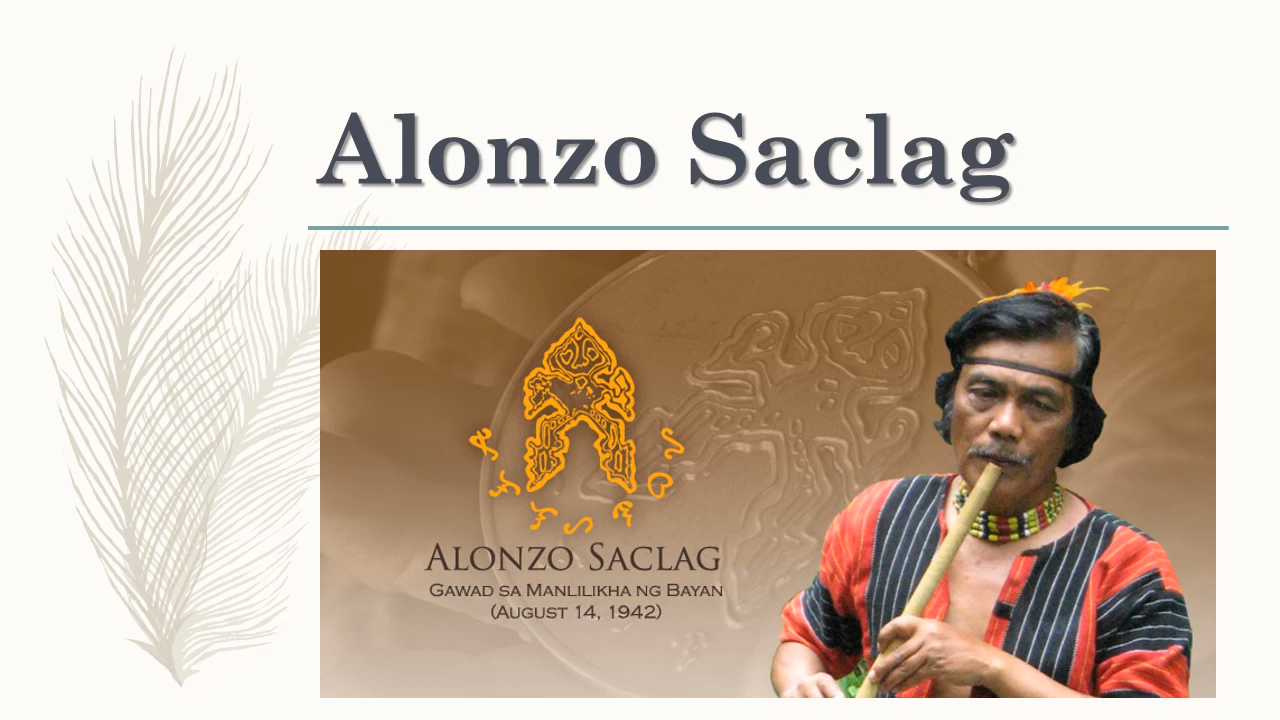 Alonzo Saclag
ALONZO SACLAG
GAWAD SA MANLILIKHA NG BAYAN
(AUGUST 14, 1942)